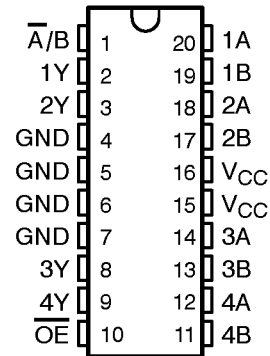 A̅/B 1 20 1A
1Y 2 19 1B
2Y 3 18 2A
GND 4 17 2B
GND 5 16 VCC
GND 6 15 VCC
GND 7 14 3A
3Y 8 13 3B
4Y 9 12 4A
O̅E̅ 10 11 4B